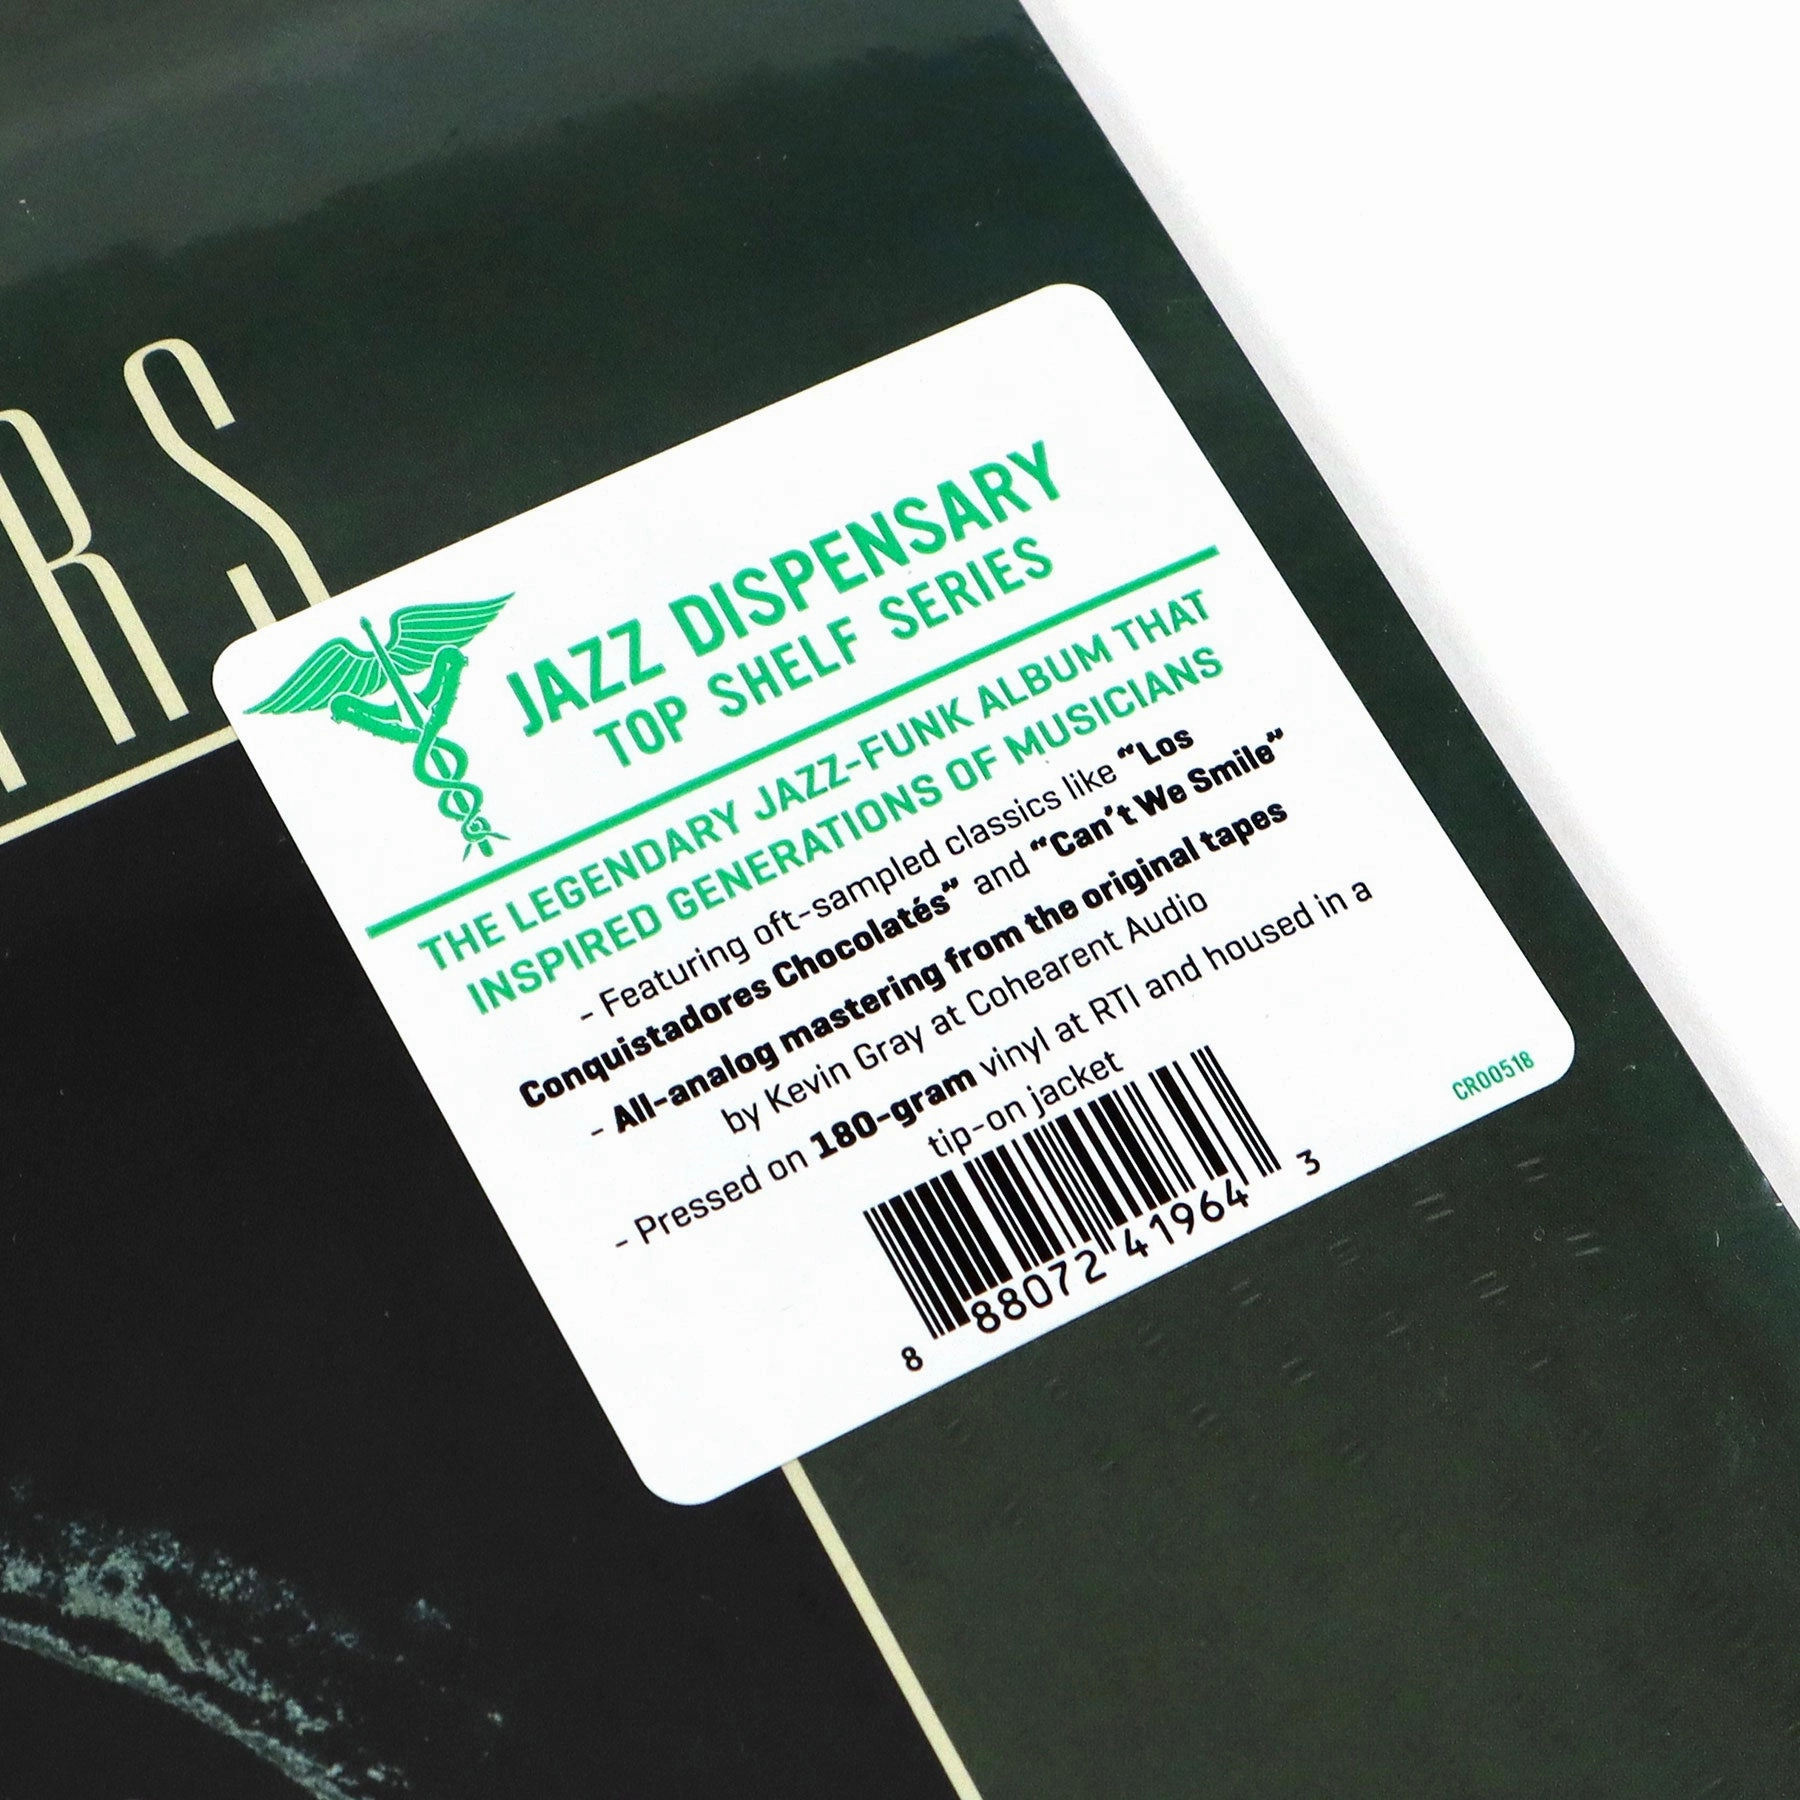 RS
JAZZ DISPENSARY
TOP SHELF SERIES
THE LEGENDARY JAZZ-FUNK ALBUM THAT
INSPIRED GENERATIONS OF MUSICIANS
- Featuring oft-sampled classics like “Los
Conquistadores Chocolatés” and “Can’t We Smile”
- All-analog mastering from the original tapes
by Kevin Gray at Cohearent Audio
- Pressed on 180-gram vinyl at RTI and housed in a
tip-on jacket
8 88072 41964 3
CR00518